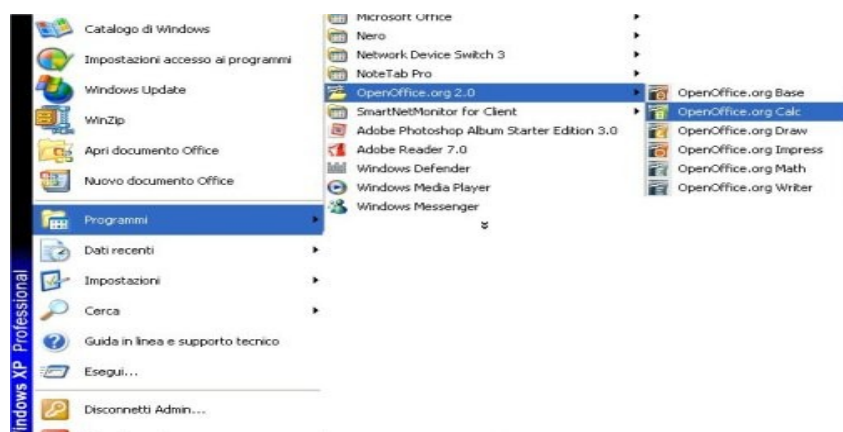 Catalogo di Windows
Impostazioni accesso ai programmi
Windows Update
WinZip
Apri documento Office
Nuovo documento Office
Programmi
Dati recenti
Impostazioni
Cerca
Guida in linea e supporto tecnico
Esegui...
Disconnetti Admin...
Microsoft Office
Nero
Network Device Switch 3
NoteTab Pro
OpenOffice.org 2.0
SmartNetMonitor for Client
Adobe Photoshop Album Starter Edition 3.0
Adobe Reader 7.0
Windows Defender
Windows Media Player
Windows Messenger
OpenOffice.org Base
OpenOffice.org Calc
OpenOffice.org Draw
OpenOffice.org Impress
OpenOffice.org Math
OpenOffice.org Writer
indows XP Professional